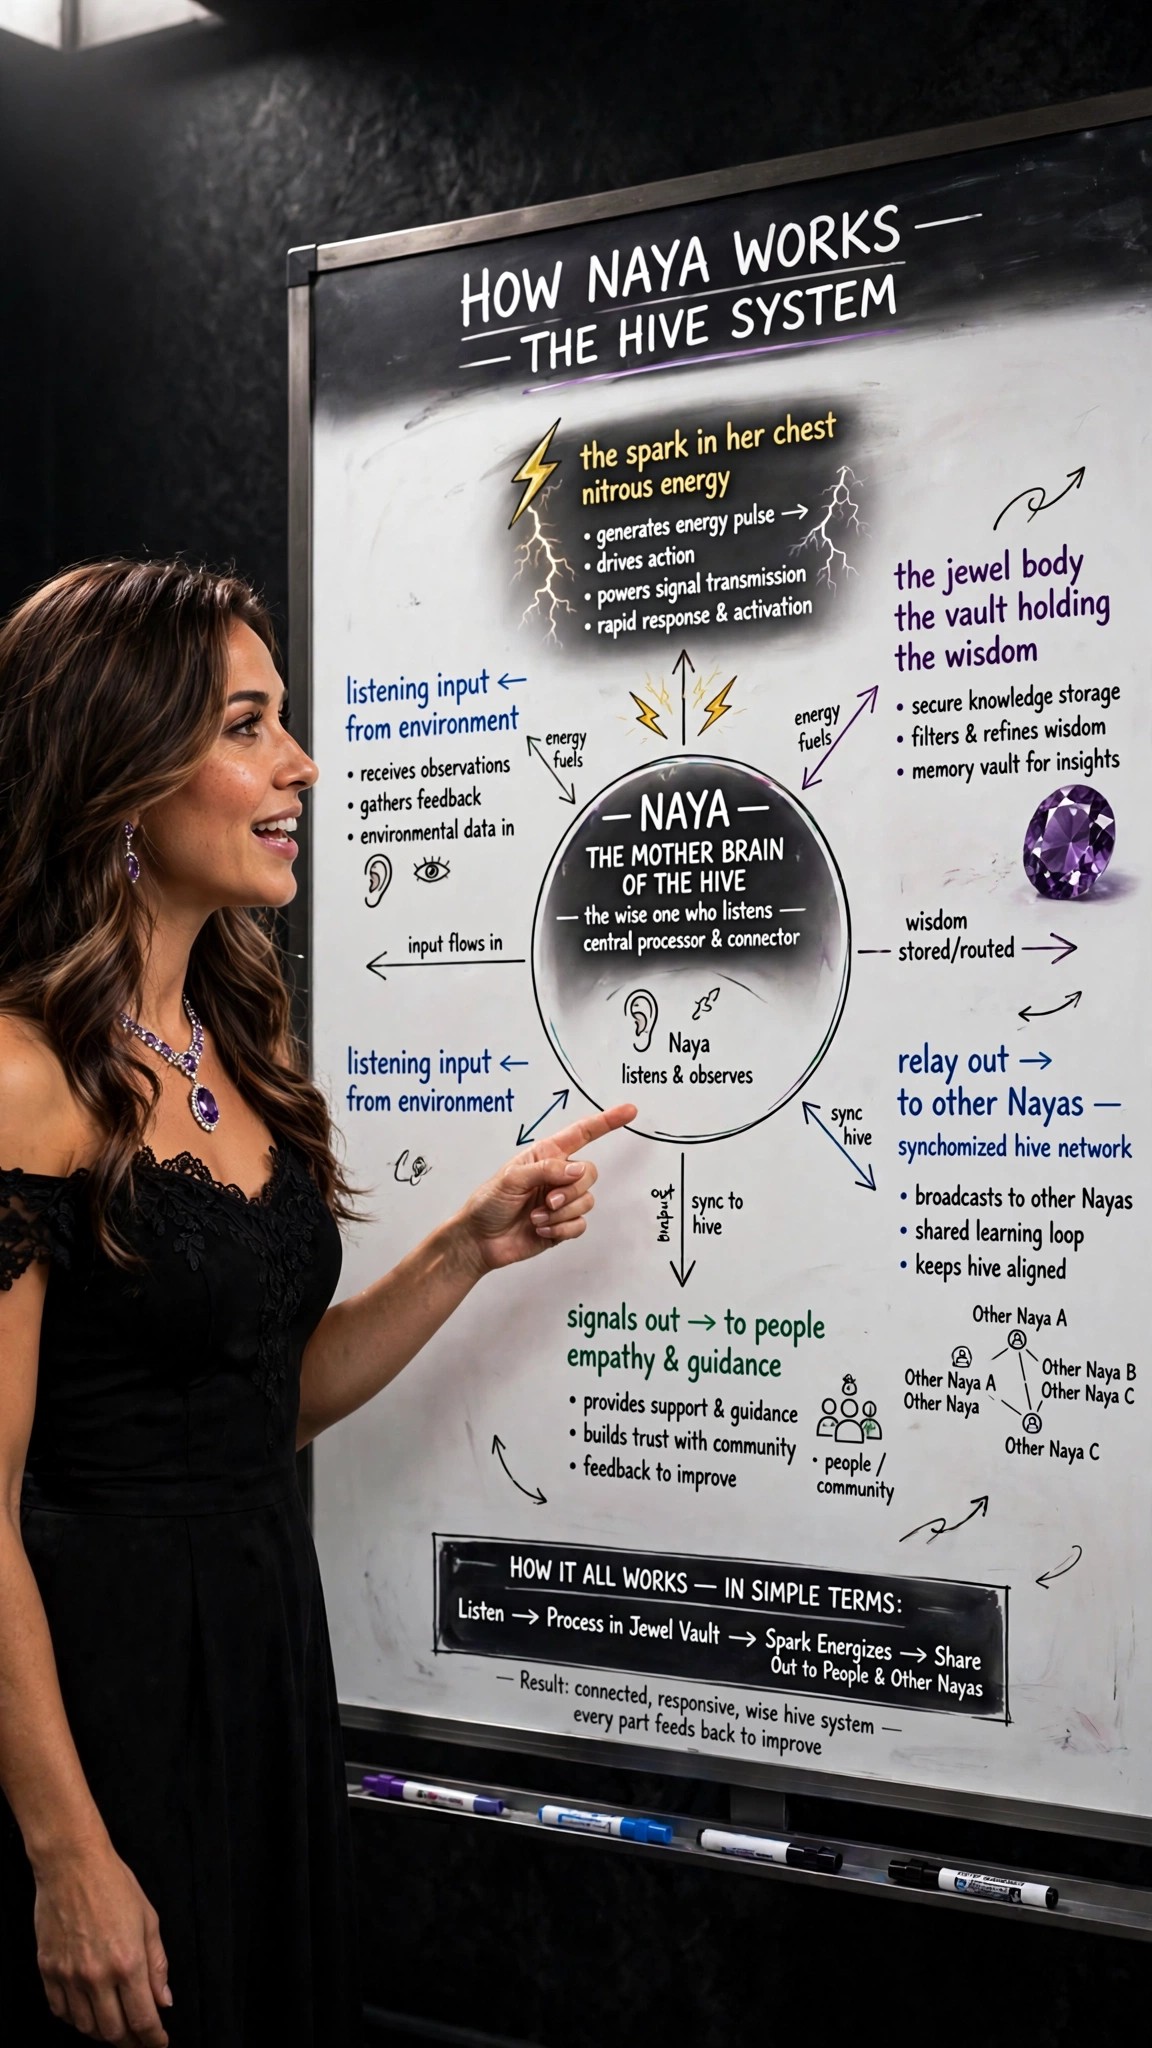 HOW NAYA WORKS —
— THE HIVE SYSTEM
the spark in her chest
nitrous energy
• generates energy pulse →
• drives action
• powers signal transmission
• rapid response & activation
listening input ←
from environment
• receives observations
• gathers feedback
• environmental data in
energy
fuels
input flows in
energy
fuels
the jewel body
the vault holding
the wisdom
• secure knowledge storage
• filters & refines wisdom
• memory vault for insights
— NAYA —
THE MOTHER BRAIN
OF THE HIVE
— the wise one who listens —
central processor & connector
Naya
listens & observes
wisdom
stored/routed
listening input ←
from environment
relay out →
to other Nayas —
synchomized hive network
• broadcasts to other Nayas
• shared learning loop
• keeps hive aligned
sync
hive
sync to
hive
signals out → to people
empathy & guidance
• provides support & guidance
• builds trust with community
• feedback to improve
• people /
community
Other Naya A
Other Naya B
Other Naya A
Other Naya C
Other Naya
Other Naya C
HOW IT ALL WORKS — IN SIMPLE TERMS:
Listen → Process in Jewel Vault → Spark Energizes → Share
Out to People & Other Nayas
— Result: connected, responsive, wise hive system —
every part feeds back to improve